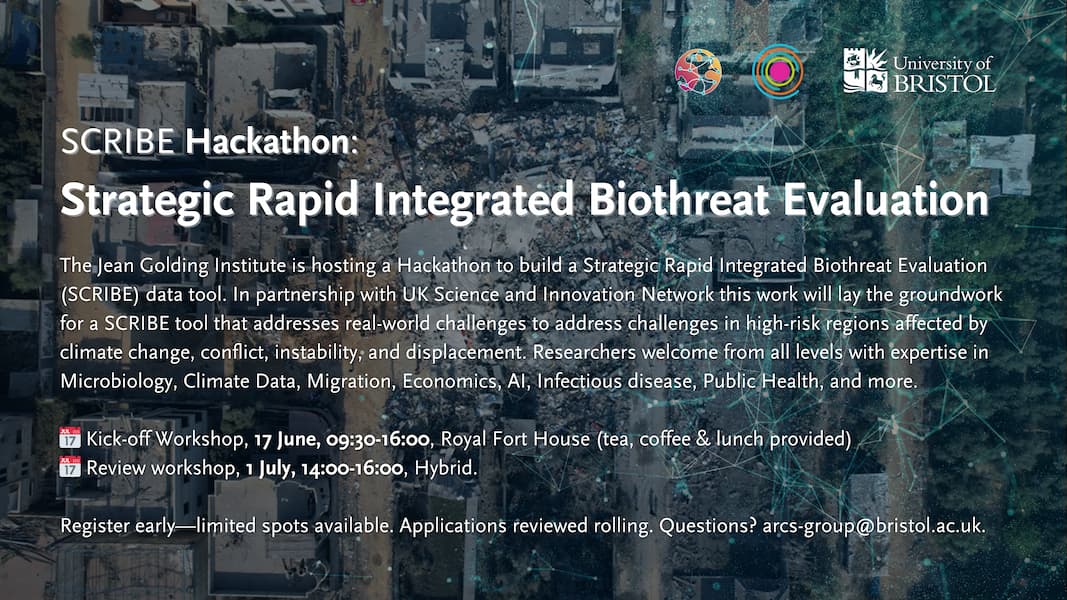 University of
BRISTOL
SCRIBE Hackathon:
Strategic Rapid Integrated Biothreat Evaluation
The Jean Golding Institute is hosting a Hackathon to build a Strategic Rapid Integrated Biothreat Evaluation
(SCRIBE) data tool. In partnership with UK Science and Innovation Network this work will lay the groundwork
for a SCRIBE tool that addresses real-world challenges to address challenges in high-risk regions affected by
climate change, conflict, instability, and displacement. Researchers welcome from all levels with expertise in
Microbiology, Climate Data, Migration, Economics, AI, Infectious disease, Public Health, and more.
JUL 17 Kick-off Workshop, 17 June, 09:30-16:00, Royal Fort House (tea, coffee & lunch provided)
JUL 17 Review workshop, 1 July, 14:00-16:00, Hybrid.
Register early—limited spots available. Applications reviewed rolling. Questions? arcs-group@bristol.ac.uk.